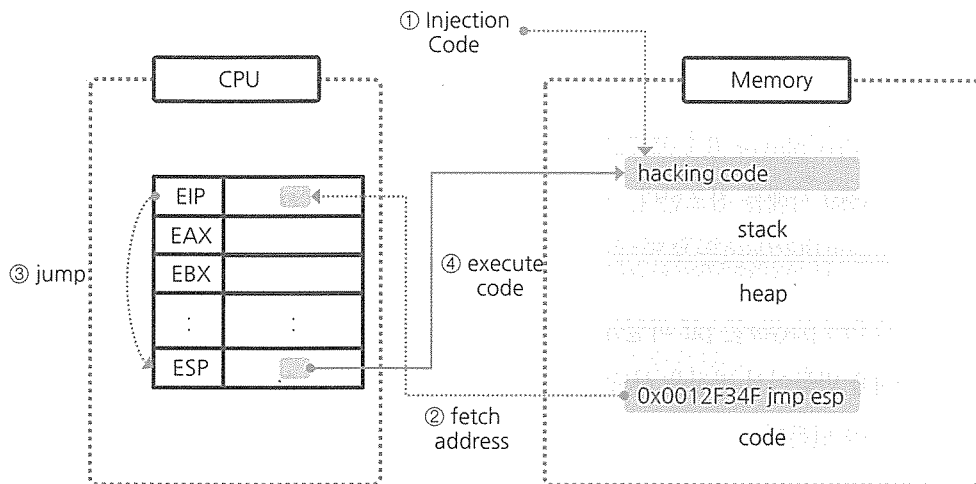 ① Injection
Code
CPU
Memory
EIP
EAX
EBX
:
:
ESP
③ jump
④ execute
code
② fetch
address
hacking code
stack
heap
0x0012F34F jmp esp
code